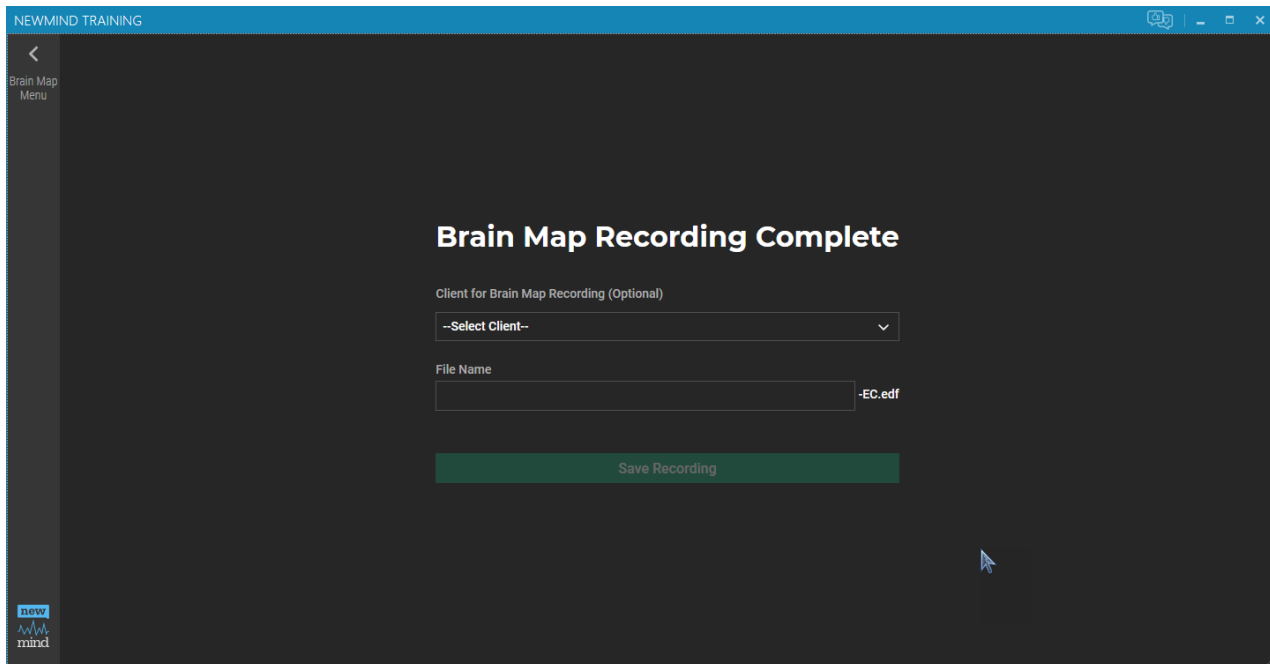 NEWMIND TRAINING
Brain Map
Menu
Brain Map Recording Complete
Client for Brain Map Recording (Optional)
--Select Client--
File Name
-EC.edf
Save Recording
new
mind